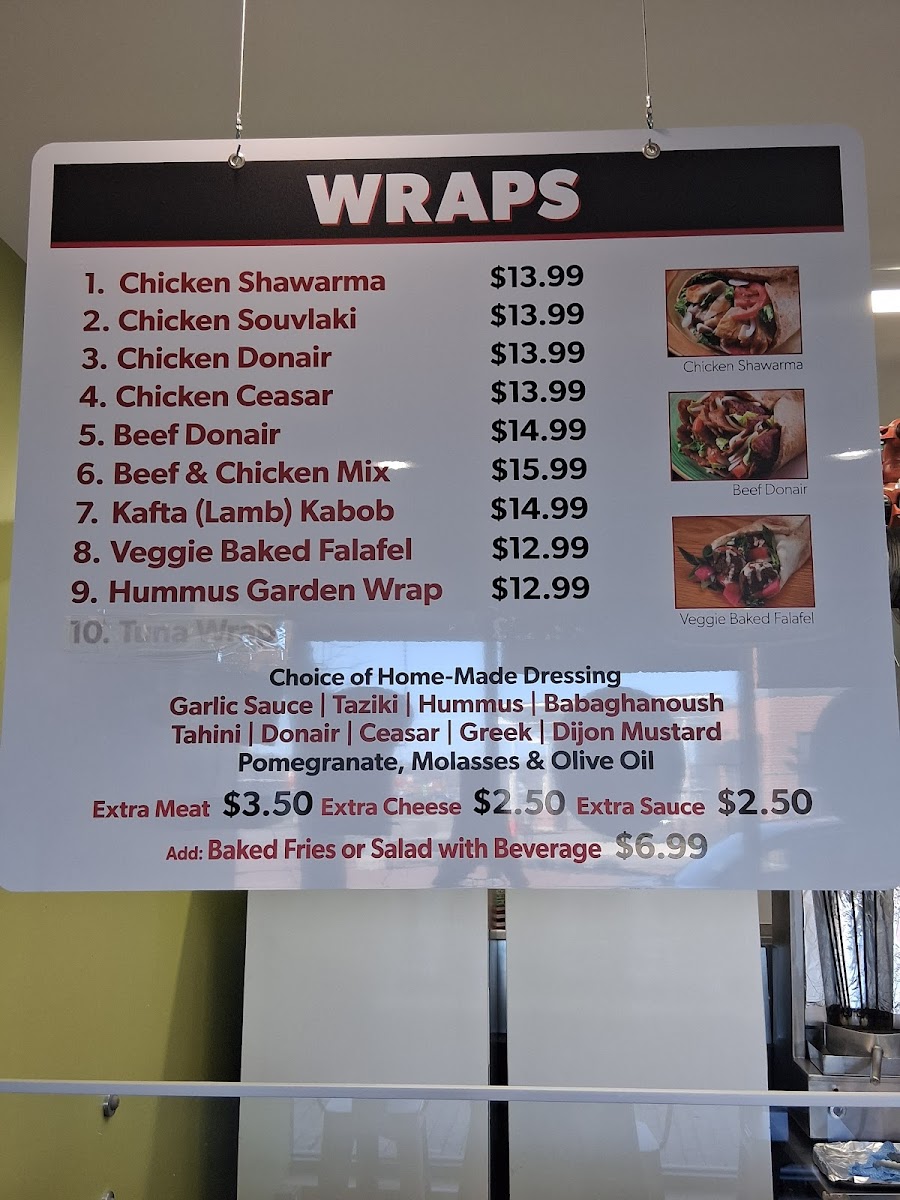 WRAPS
1. Chicken Shawarma $13.99
2. Chicken Souvlaki $13.99
3. Chicken Donair $13.99
4. Chicken Ceasar $13.99
5. Beef Donair $14.99
6. Beef & Chicken Mix $15.99
7. Kafta (Lamb) Kabob $14.99
8. Veggie Baked Falafel $12.99
9. Hummus Garden Wrap $12.99
10. Tuna Wrap
Chicken Shawarma
Beef Donair
Veggie Baked Falafel
Choice of Home-Made Dressing
Garlic Sauce | Taziki | Hummus | Babaghanoush
Tahini | Donair | Ceasar | Greek | Dijon Mustard
Pomegranate, Molasses & Olive Oil
Extra Meat $3.50 Extra Cheese $2.50 Extra Sauce $2.50
Add: Baked Fries or Salad with Beverage $6.99